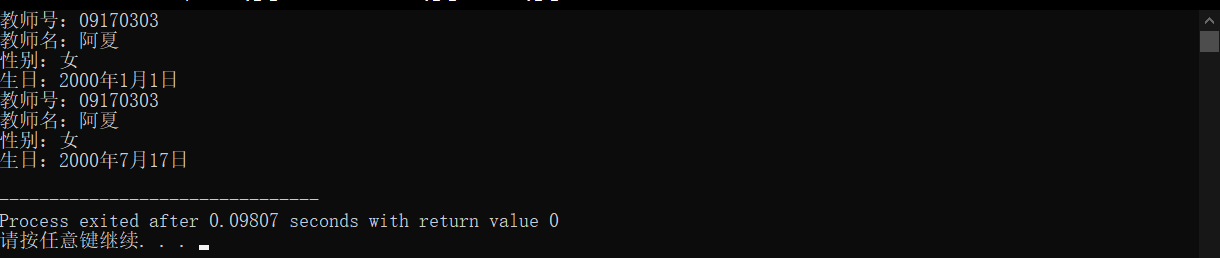 教师号：09170303
教师名：阿夏
性别：女
生日：2000年1月1日
教师号：09170303
教师名：阿夏
性别：女
生日：2000年7月17日
--------------------------------
Process exited after 0.09807 seconds with return value 0
请按任意键继续. . .